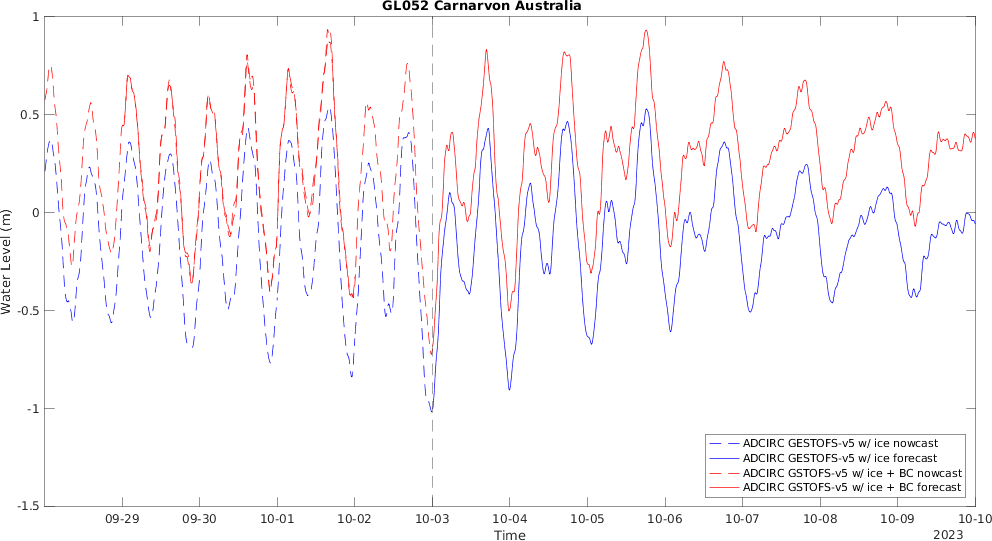 GL052 Carnarvon Australia
Water Level (m)
1
0.5
0
-0.5
-1
-1.5
09-29 09-30 10-01 10-02 10-03 10-04 10-05 10-06 10-07 10-08 10-09 10-10
Time
2023
ADCIRC GESTOFS-v5 w/ ice nowcast
ADCIRC GESTOFS-v5 w/ ice forecast
ADCIRC GSTOFS-v5 w/ ice + BC nowcast
ADCIRC GSTOFS-v5 w/ ice + BC forecast